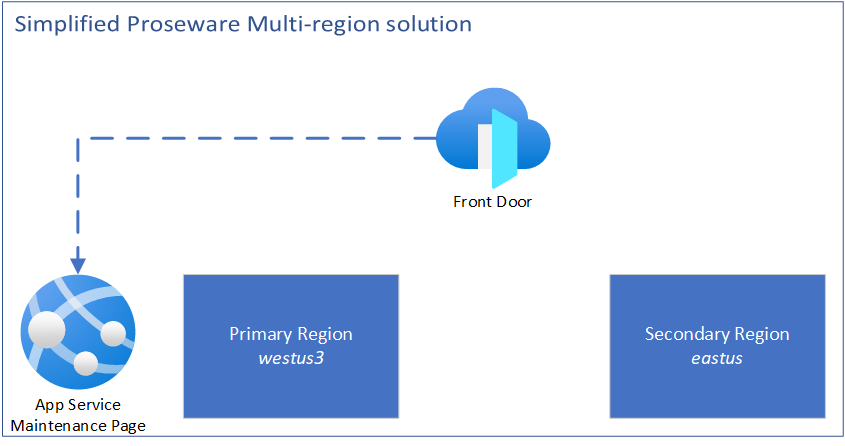 Simplified Proseware Multi-region solution
Front Door
Primary Region
westus3
Secondary Region
eastus
App Service
Maintenance Page